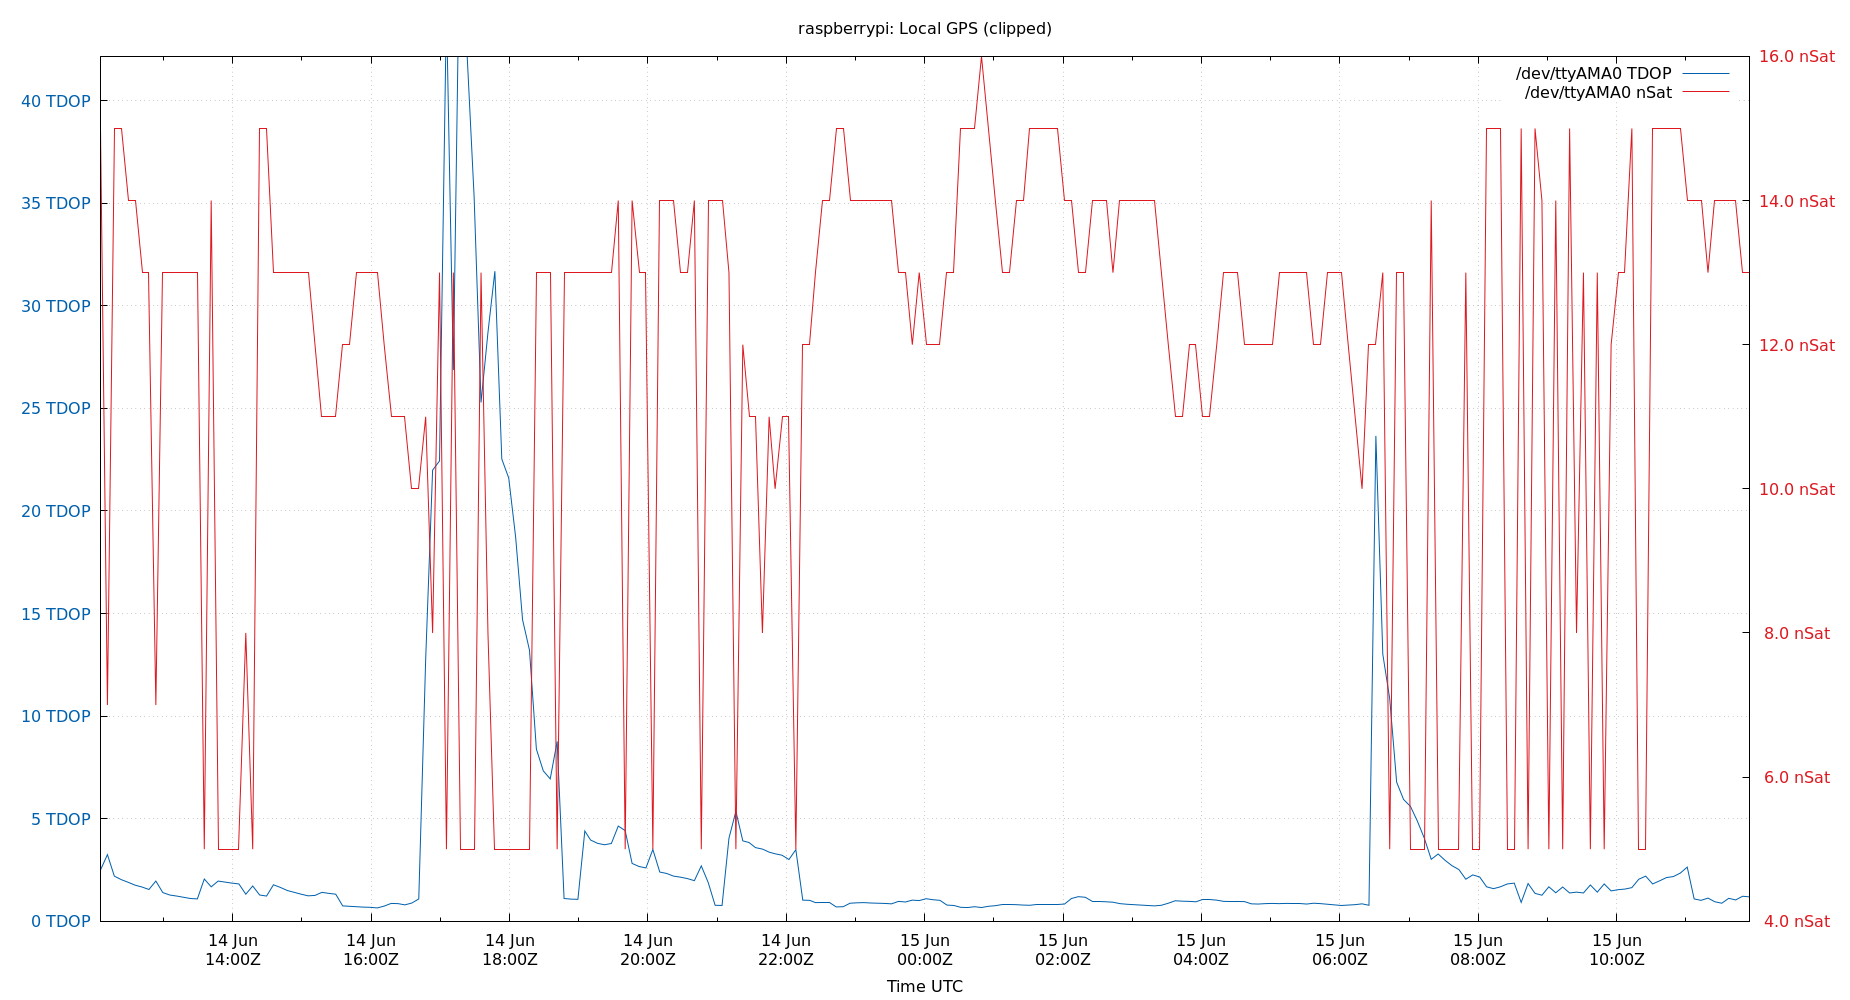 raspberrypi: Local GPS (clipped)
/dev/ttyAMA0 TDOP
/dev/ttyAMA0 nSat
40 TDOP
35 TDOP
30 TDOP
25 TDOP
20 TDOP
15 TDOP
10 TDOP
5 TDOP
0 TDOP
16.0 nSat
14.0 nSat
12.0 nSat
10.0 nSat
8.0 nSat
6.0 nSat
4.0 nSat
14 Jun
14:00Z
14 Jun
16:00Z
14 Jun
18:00Z
14 Jun
20:00Z
14 Jun
22:00Z
15 Jun
00:00Z
15 Jun
02:00Z
15 Jun
04:00Z
15 Jun
06:00Z
15 Jun
08:00Z
15 Jun
10:00Z
Time UTC